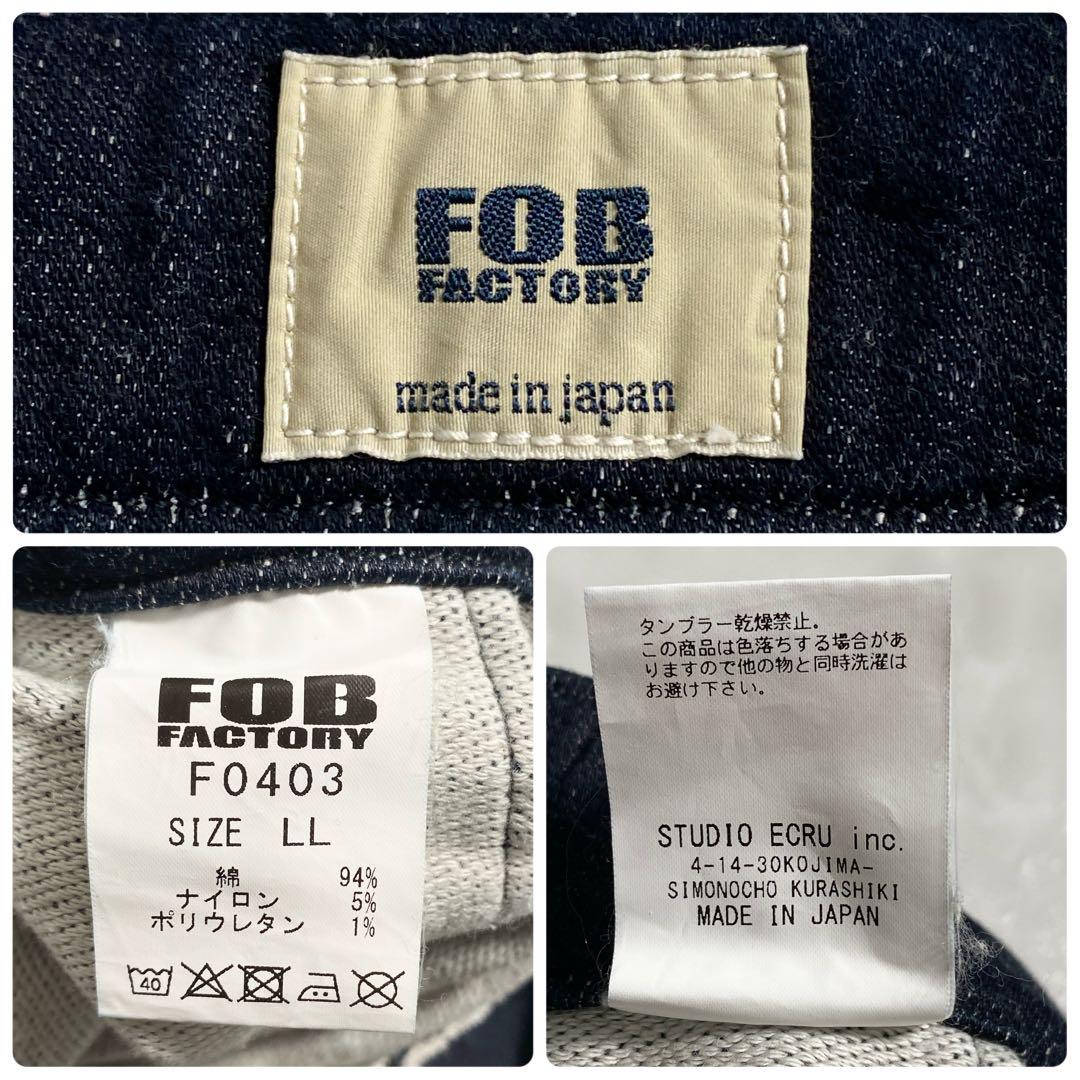 FOB
FACTORY
made in japan
FOB
FACTORY
F0403
SIZE LL
綿 94%
ナイロン 5%
ポリウレタン 1%
40
タンブラー乾燥禁止.
この商品は色落ちする場合があ
りますので他の物と同時洗濯は
お避け下さい。
STUDIO ECRU inc.
4-14-30KOJIMA-
SIMONOCHO KURASHIKI
MADE IN JAPAN